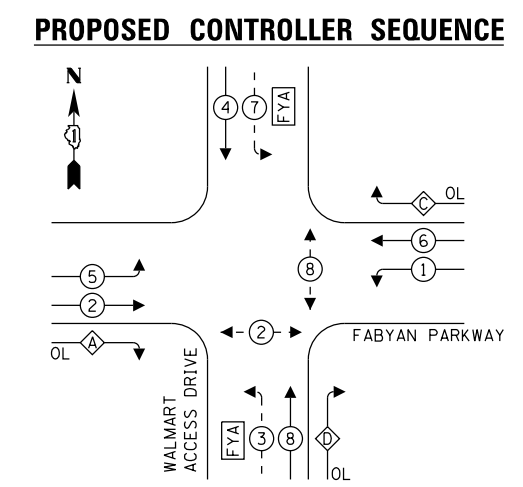 PROPOSED CONTROLLER SEQUENCE
N
1
4
7
FYA
C
OL
6
1
5
2
8
A
OL
2
FABYAN PARKWAY
WALMART
ACCESS DRIVE
FYA
3
8
D
OL